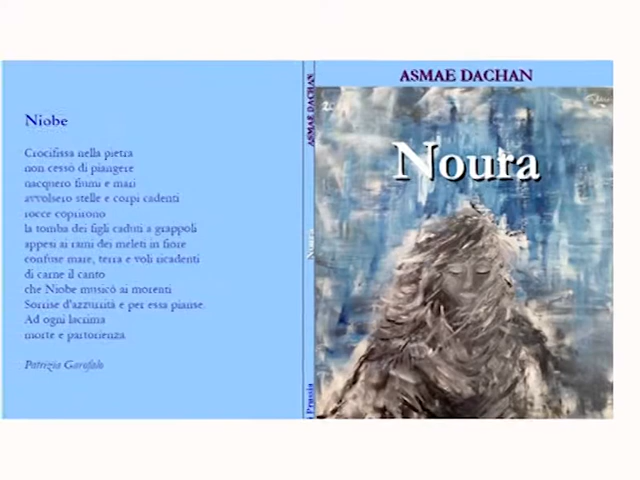 Niobe
Crocifissa nella pietra
non cessò di piangere
nacquero fiumi e mari
avvolsero stelle e corpi cadenti
rocce coprirono
la tomba dei figli caduti a grappoli
appesi ai rami dei meleti in fiore
confuse mare, terra e voli ricadenti
di carne il canto
che Niobe musicò ai morenti
Sorrise d'azzurrità e per essa pianse.
Ad ogni lacrima
morte e partorienza
Patrizia Garofalo
ASMAE DACHAN
Noura
Prussia
ASMAE DACHAN
Noura